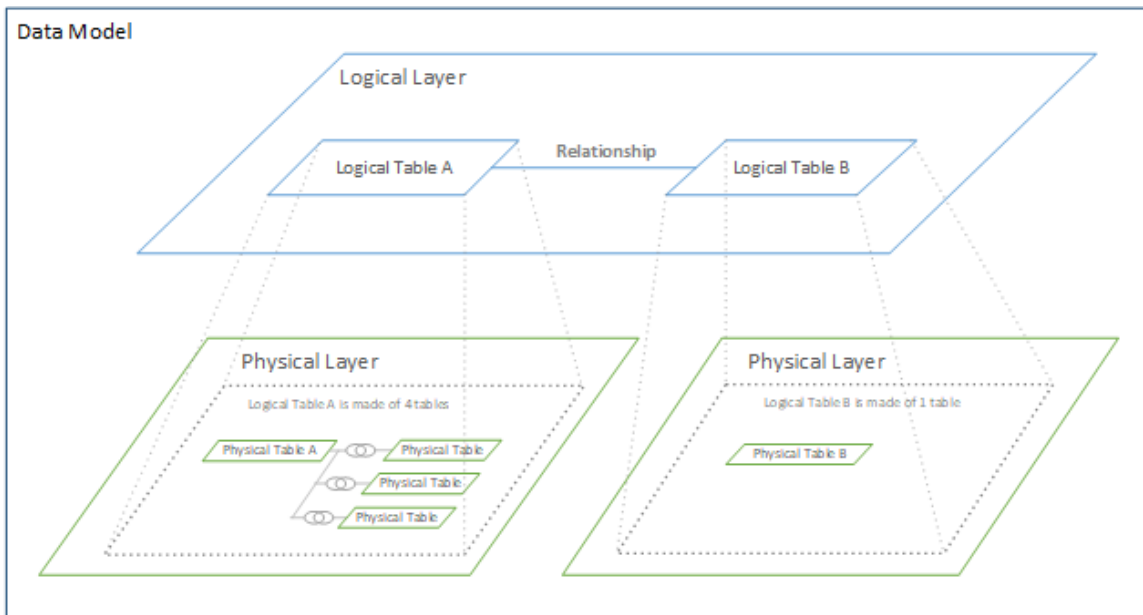 Data Model
Logical Layer
Logical Table A
Relationship
Logical Table B
Physical Layer
Logical Table A is made of 4 tables
Physical Table A
Physical Table
Physical Table
Physical Table
Physical Layer
Logical Table B is made of 1 table
Physical Table B